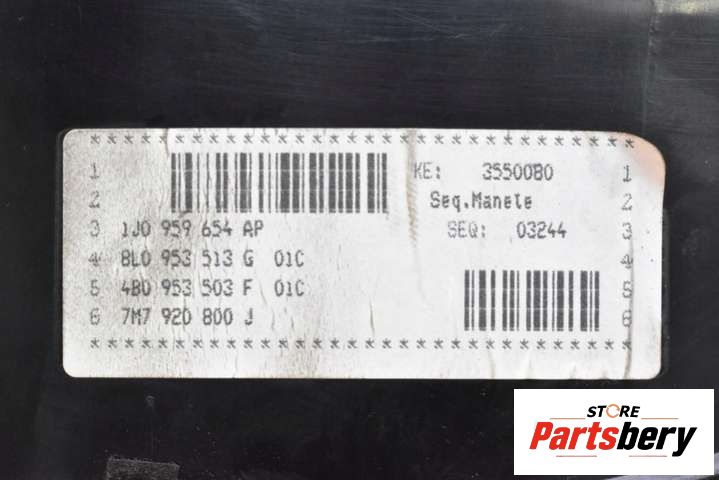 * * * * * * * * * * * * * * * * * * * * * * * * * * * * * *
1 KE: 3550080 1
2 Seq.Manete 2
3 1J0 959 654 AP SEQ: 03244 3
4 8L0 953 513 G 01C 4
5 4B0 953 503 F 01C 5
6 7M7 920 800 J 6
* * * * * * * * * * * * * * * * * * * * * * * * * * * * * *
STORE
Partsbery